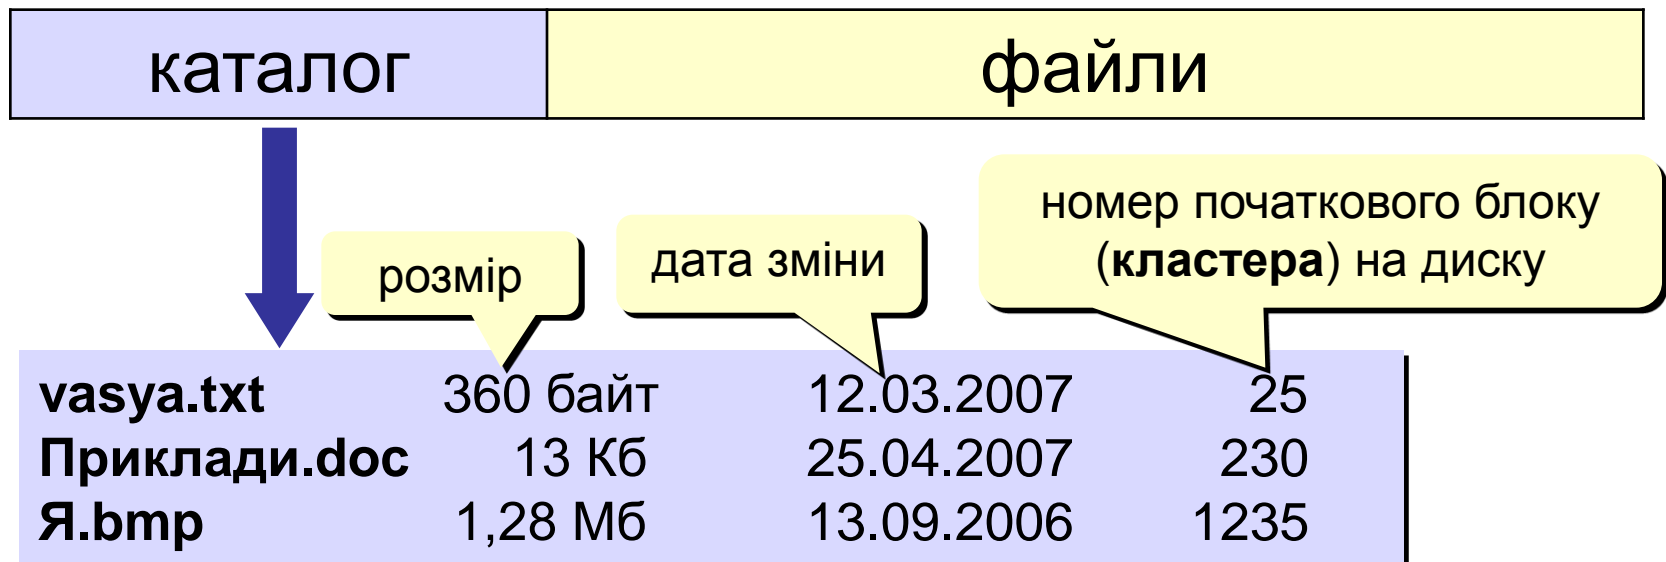 каталог файли
номер початкового блоку
(кластера) на диску
розмір
дата зміни
vasya.txt 360 байт 12.03.2007 25
Приклади.doc 13 Кб 25.04.2007 230
Я.bmp 1,28 Мб 13.09.2006 1235